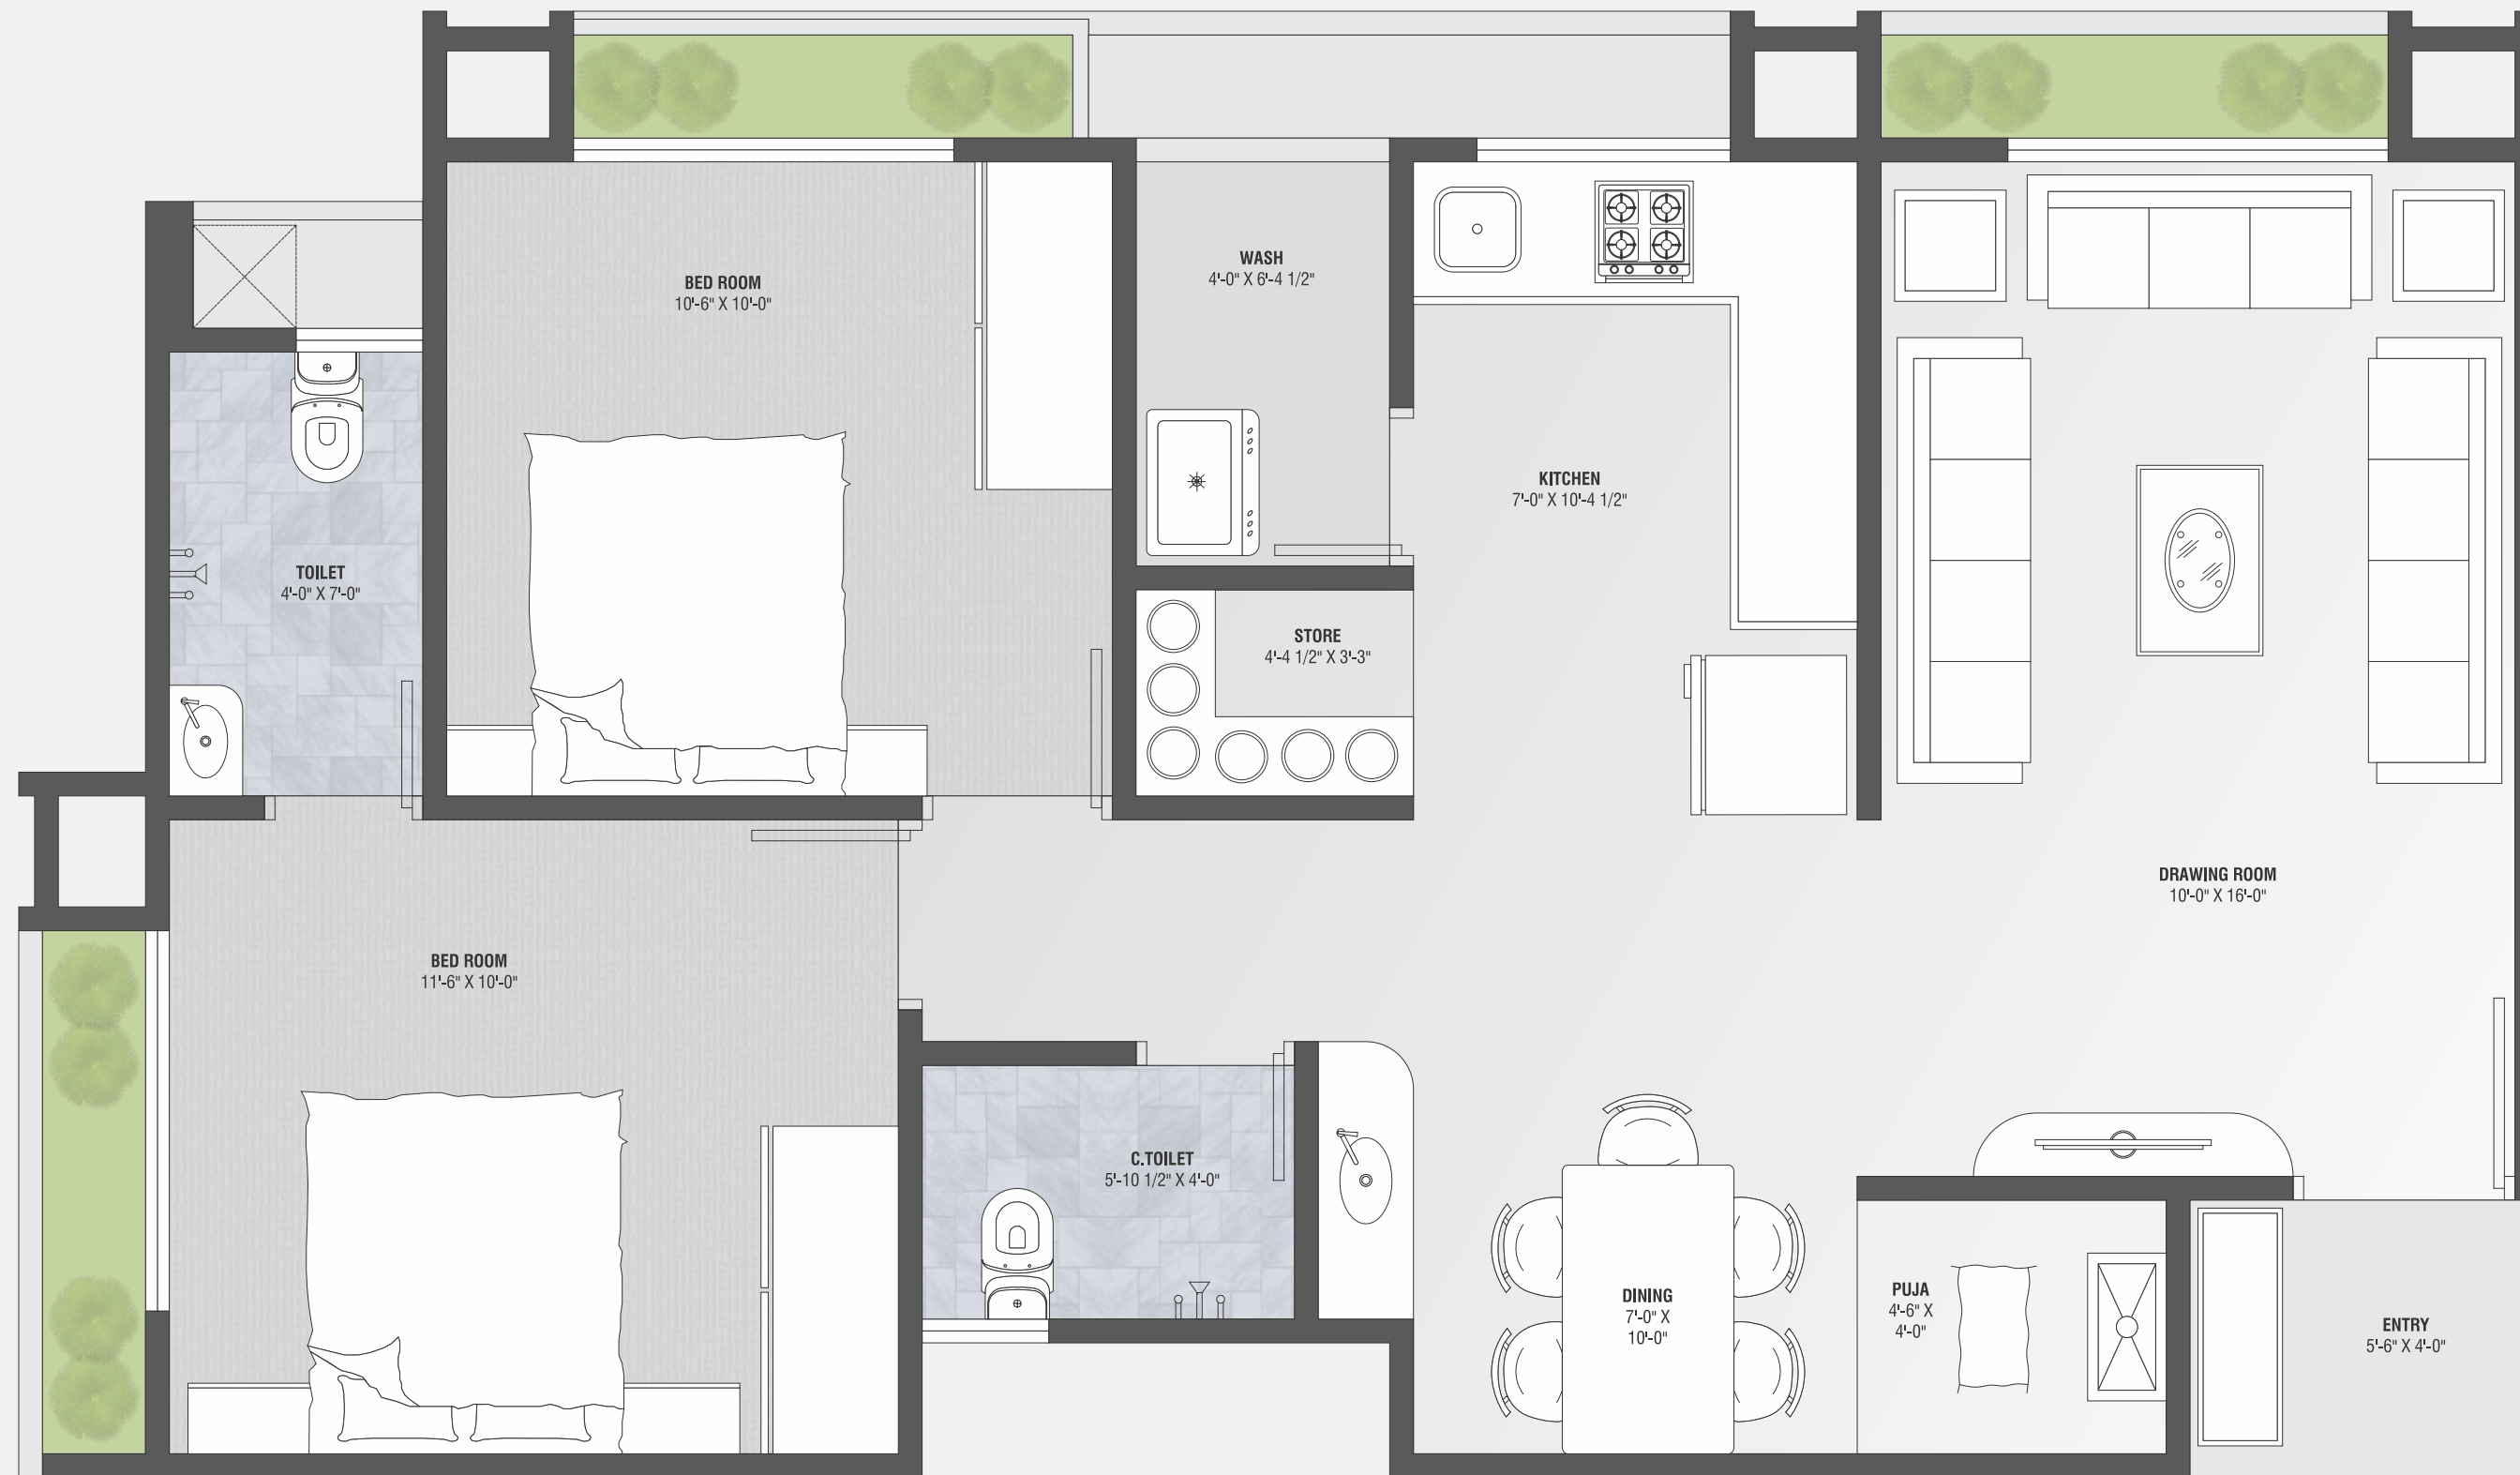 BED ROOM
10'-6" X 10'-0"
WASH
4'-0" X 6'-4 1/2"
KITCHEN
7'-0" X 10'-4 1/2"
TOILET
4'-0" X 7'-0"
STORE
4'-4 1/2" X 3'-3"
DRAWING ROOM
10'-0" X 16'-0"
BED ROOM
11'-6" X 10'-0"
C.TOILET
5'-10 1/2" X 4'-0"
DINING
7'-0" X
10'-0"
PUJA
4'-6" X
4'-0"
ENTRY
5'-6" X 4'-0"